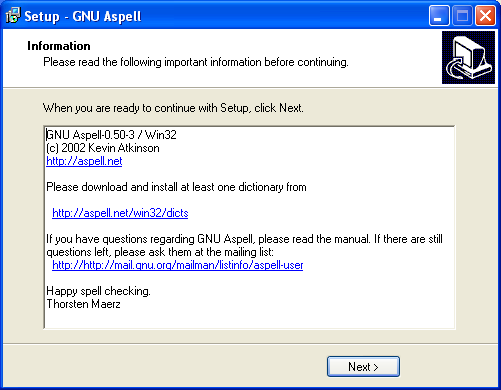 Setup - GNU Aspell
Information
Please read the following important information before continuing.
When you are ready to continue with Setup, click Next.
GNU Aspell-0.50-3 / Win32
(c) 2002 Kevin Atkinson
http://aspell.net
Please download and install at least one dictionary from
http://aspell.net/win32/dicts
If you have questions regarding GNU Aspell, please read the manual. If there are still
questions left, please ask them at the mailing list:
http://http://mail.gnu.org/mailman/listinfo/aspell-user
Happy spell checking.
Thorsten Maerz
Next >